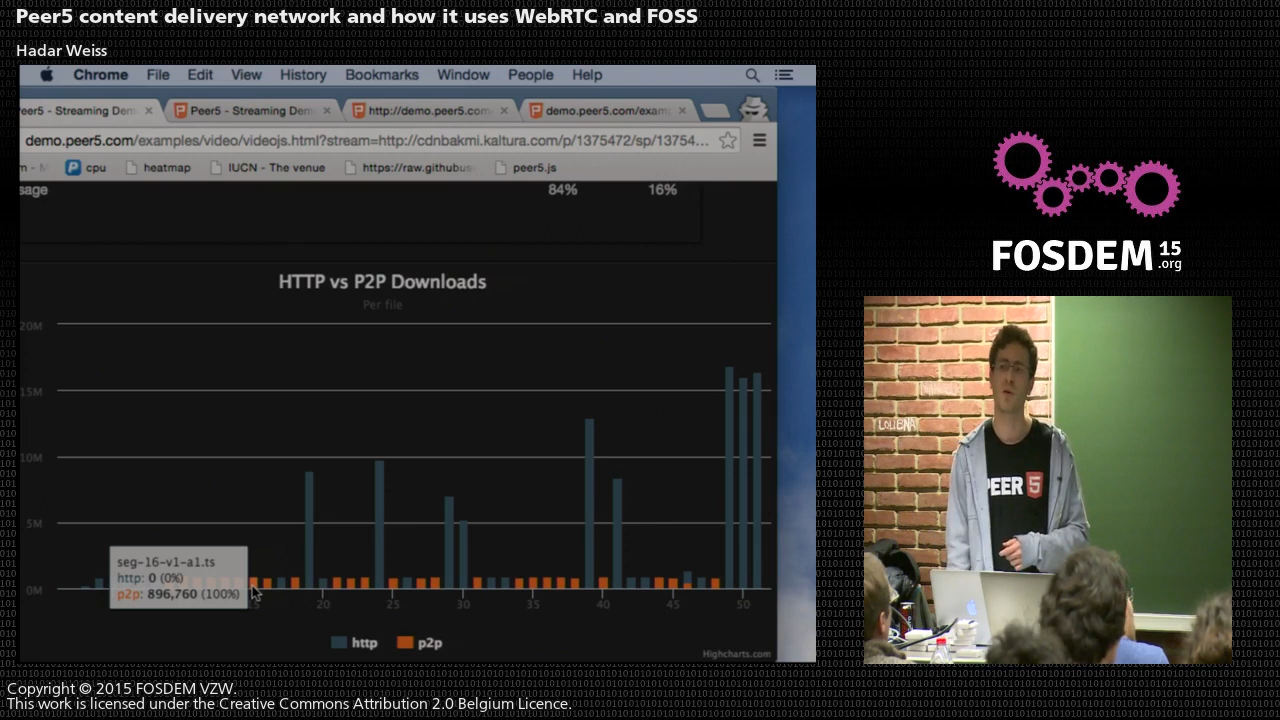 Peer5 content delivery network and how it uses WebRTC and FOSS
Hadar Weiss
Chrome File Edit View History Bookmarks Window People Help
eer5 - Streaming Dem × Peer5 - Streaming Dem × http://demo.peer5.com × demo.peer5.com/exam ×
demo.peer5.com/examples/video/videojs.html?stream=http://cdnbakmi.kaltura.com/p/1375472/sp/13754...
cpu heatmap IUCN - The venue https://raw.githubus peer5.js
sage 84% 16%
HTTP vs P2P Downloads
Per file
20M
15M
10M
5M
0M
seg-16-v1-a1.ts
http: 0 (0%)
p2p: 896,760 (100%)
15 20 25 30 35 40 45 50
http p2p
Highcharts.com
FOSDEM 15 .org
LOUBNA
PEER 5
Copyright © 2015 FOSDEM VZW.
This work is licensed under the Creative Commons Attribution 2.0 Belgium Licence.